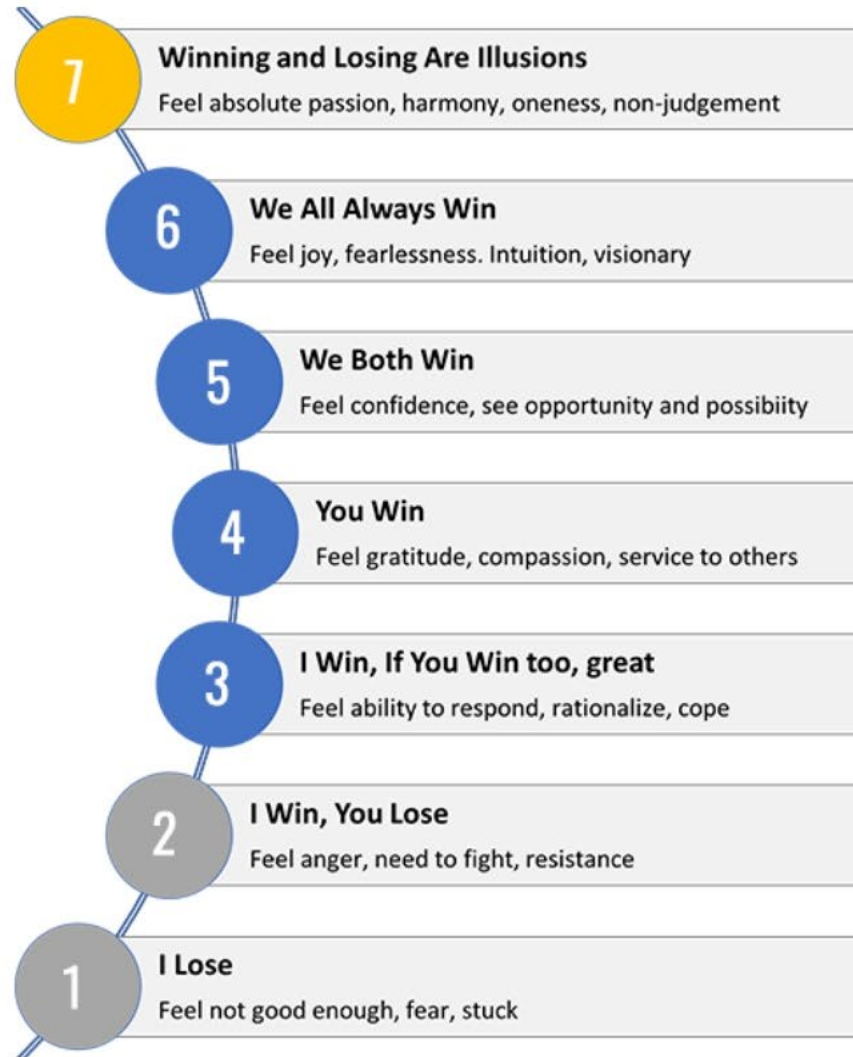 7
Winning and Losing Are Illusions
Feel absolute passion, harmony, oneness, non-judgement
6
We All Always Win
Feel joy, fearlessness. Intuition, visionary
5
We Both Win
Feel confidence, see opportunity and possibiity
4
You Win
Feel gratitude, compassion, service to others
3
I Win, If You Win too, great
Feel ability to respond, rationalize, cope
2
I Win, You Lose
Feel anger, need to fight, resistance
1
I Lose
Feel not good enough, fear, stuck